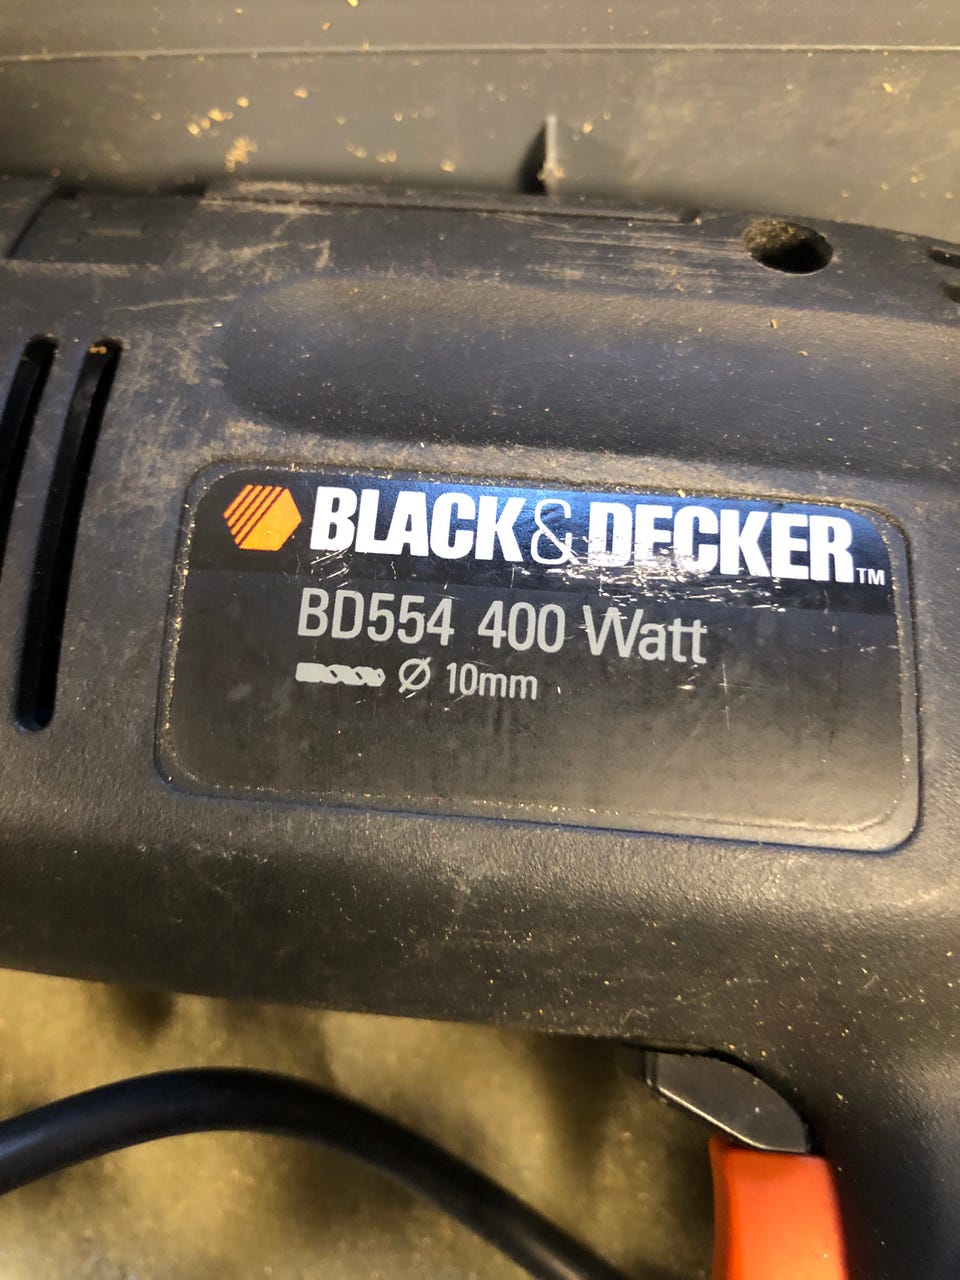 BLACK & DECKER™
BD554 400 Watt
Ø 10mm